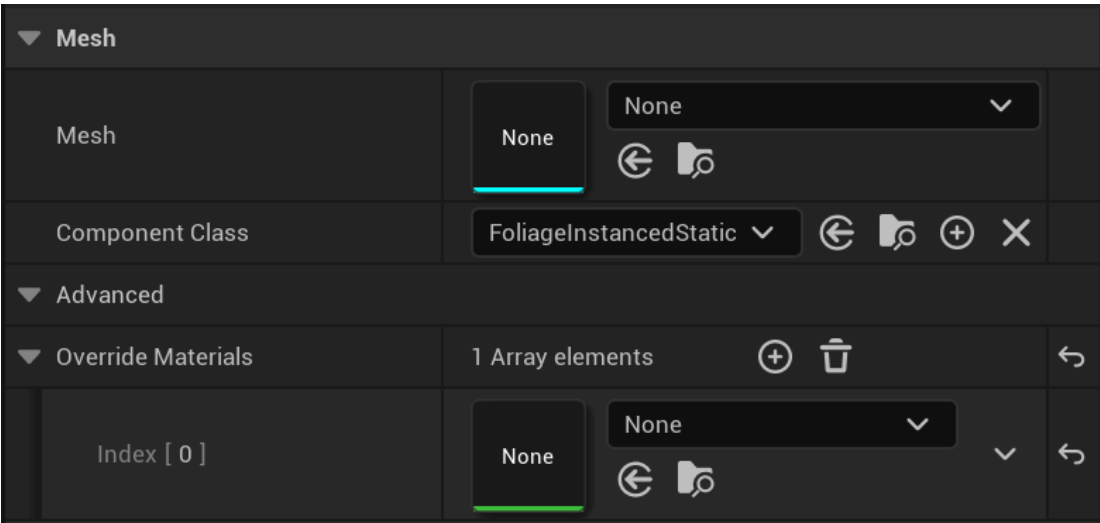 Mesh
Mesh
None
None
Component Class
FoliageInstancedStatic
Advanced
Override Materials
1 Array elements
Index [ 0 ]
None
None